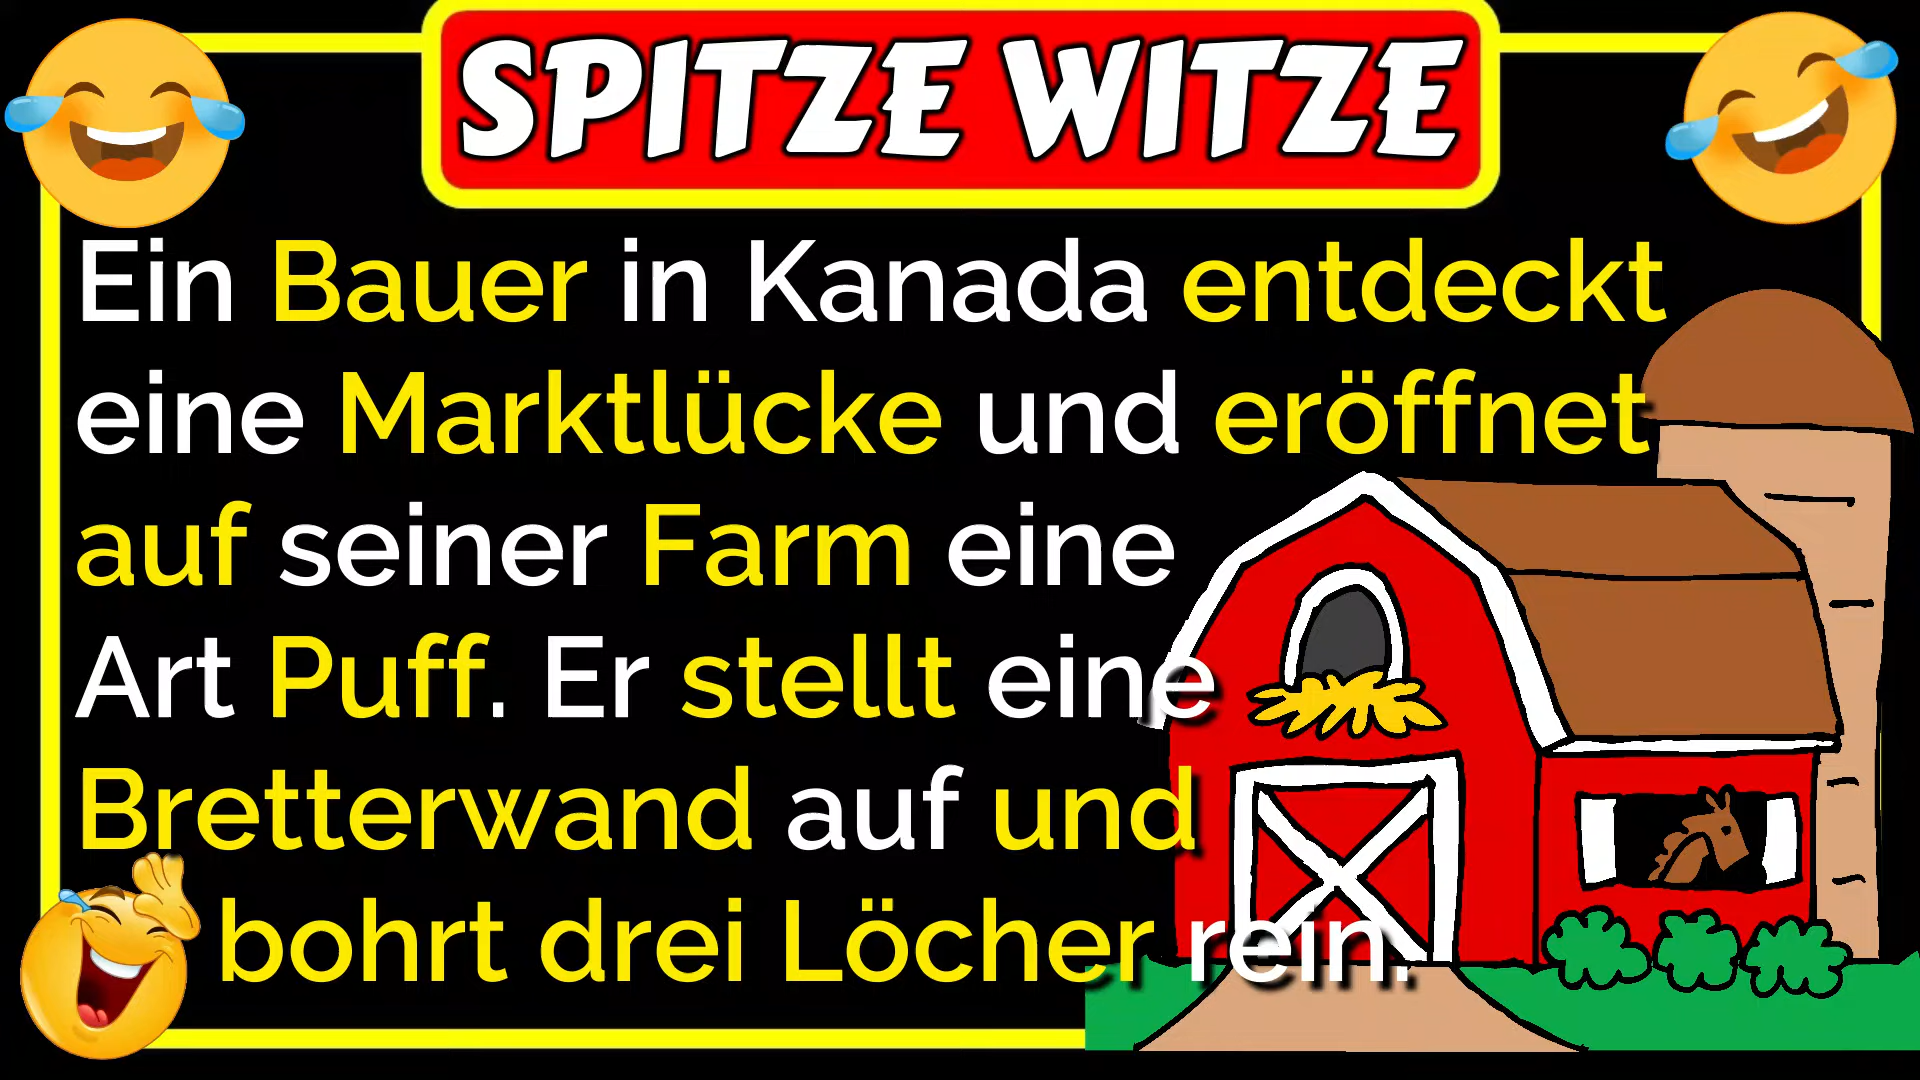 SPITZE WITZE
Ein Bauer in Kanada entdeckt
eine Marktlücke und eröffnet
auf seiner Farm eine
Art Puff. Er stellt eine
Bretterwand auf und
bohrt drei Löcher rein.